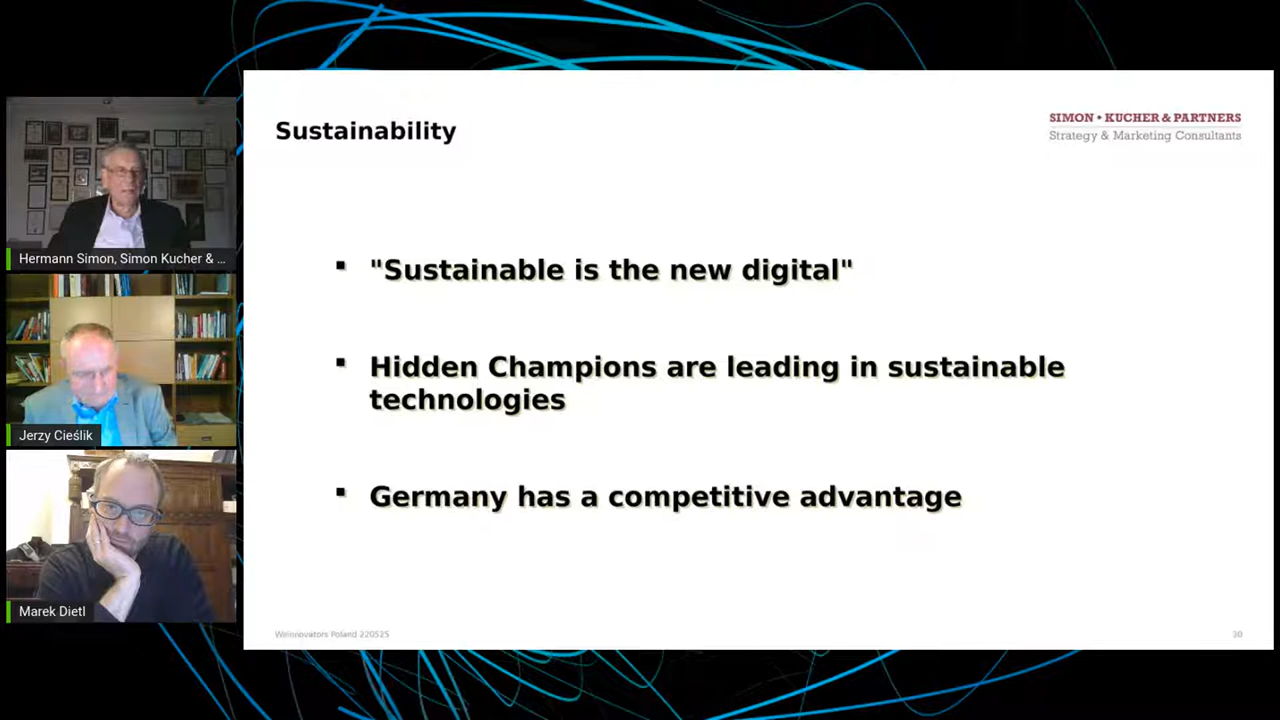 Sustainability
SIMON • KUCHER & PARTNERS
Strategy & Marketing Consultants
"Sustainable is the new digital"
Hidden Champions are leading in sustainable
technologies
Germany has a competitive advantage
Hermann Simon, Simon Kucher & ...
Jerzy Cieślik
Marek Dietl
Weinnovators Poland 220525
30